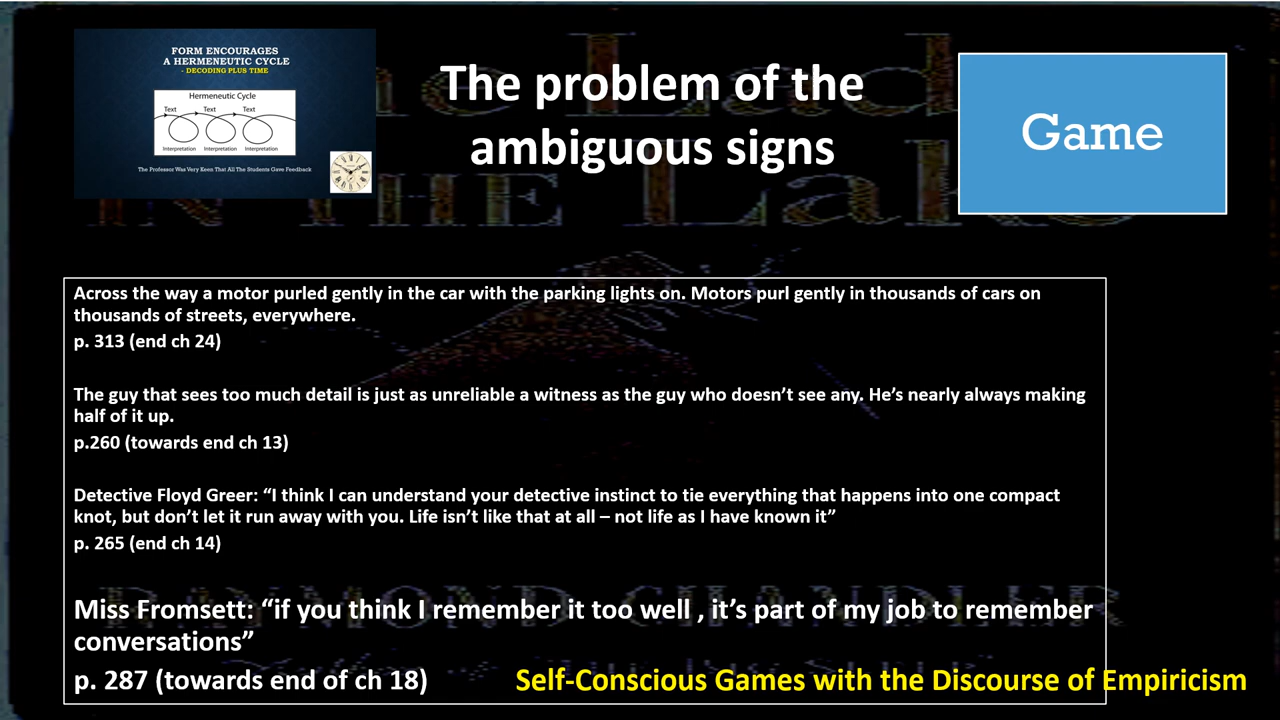 FORM ENCOURAGES
A HERMENEUTIC CYCLE
- DECODING PLUS TIME
Hermeneutic Cycle
Text Text Text
Interpretation Interpretation Interpretation
The Professor Was Very Keen That All The Students Gave Feedback
The problem of the
ambiguous signs
Game
The Lad
IN THE Lake
Across the way a motor purled gently in the car with the parking lights on. Motors purl gently in thousands of cars on
thousands of streets, everywhere.
p. 313 (end ch 24)
The guy that sees too much detail is just as unreliable a witness as the guy who doesn’t see any. He’s nearly always making
half of it up.
p.260 (towards end ch 13)
Detective Floyd Greer: “I think I can understand your detective instinct to tie everything that happens into one compact
knot, but don’t let it run away with you. Life isn’t like that at all – not life as I have known it”
p. 265 (end ch 14)
RAYMOND CHANDLER
Miss Fromsett: “if you think I remember it too well , it’s part of my job to remember
conversations”
p. 287 (towards end of ch 18)
Self-Conscious Games with the Discourse of Empiricism